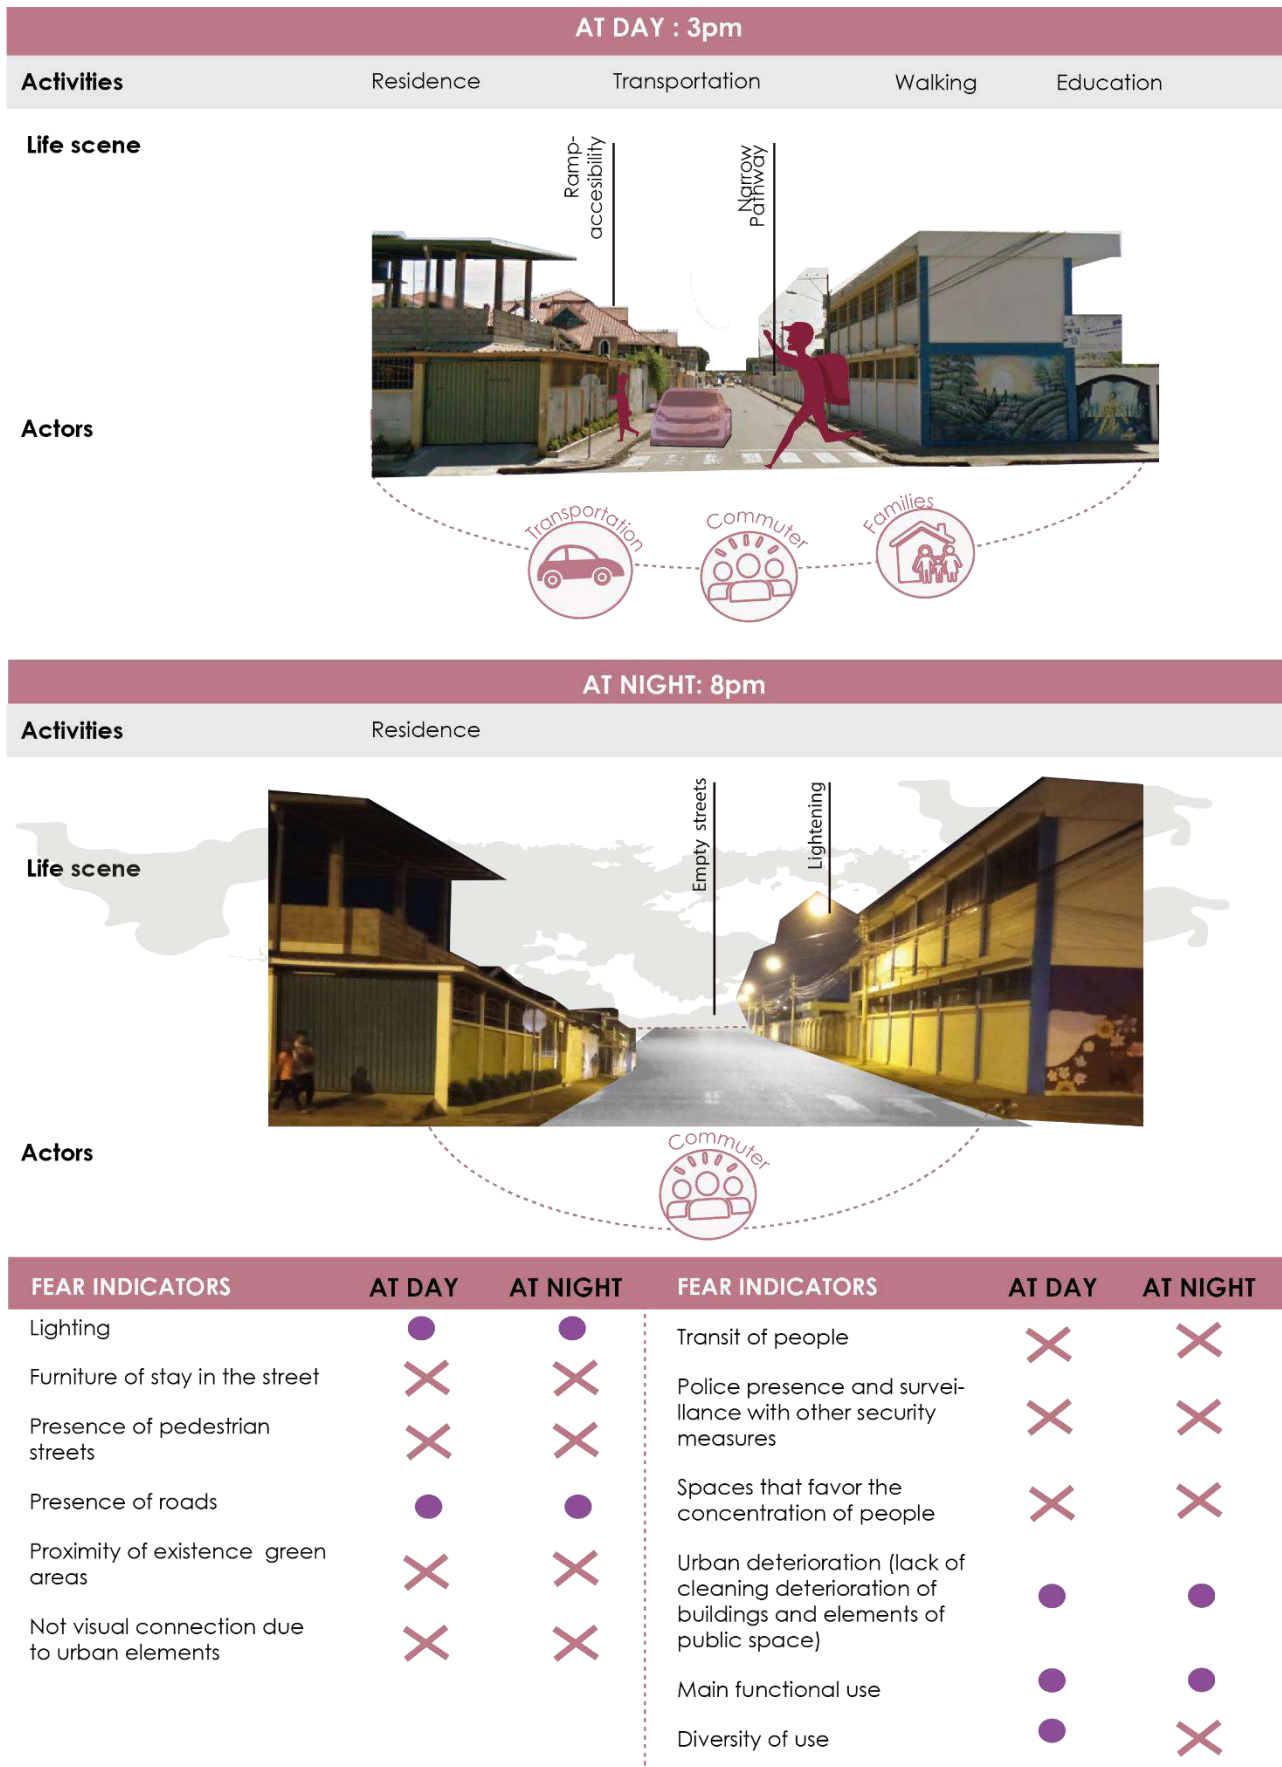 AT DAY : 3pm
Activities
Residence
Transportation
Walking
Education
Life scene
Ramp-
accesibility
Narrow
Pathway
Actors
Transportation
Commuter
Families
AT NIGHT: 8pm
Activities
Residence
Life scene
Empty streets
Lightening
Actors
Commuter
FEAR INDICATORS
AT DAY
AT NIGHT
Lighting
Furniture of stay in the street
Presence of pedestrian
streets
Presence of roads
Proximity of existence green
areas
Not visual connection due
to urban elements
FEAR INDICATORS
AT DAY
AT NIGHT
Transit of people
Police presence and survei-
llance with other security
measures
Spaces that favor the
concentration of people
Urban deterioration (lack of
cleaning deterioration of
buildings and elements of
public space)
Main functional use
Diversity of use